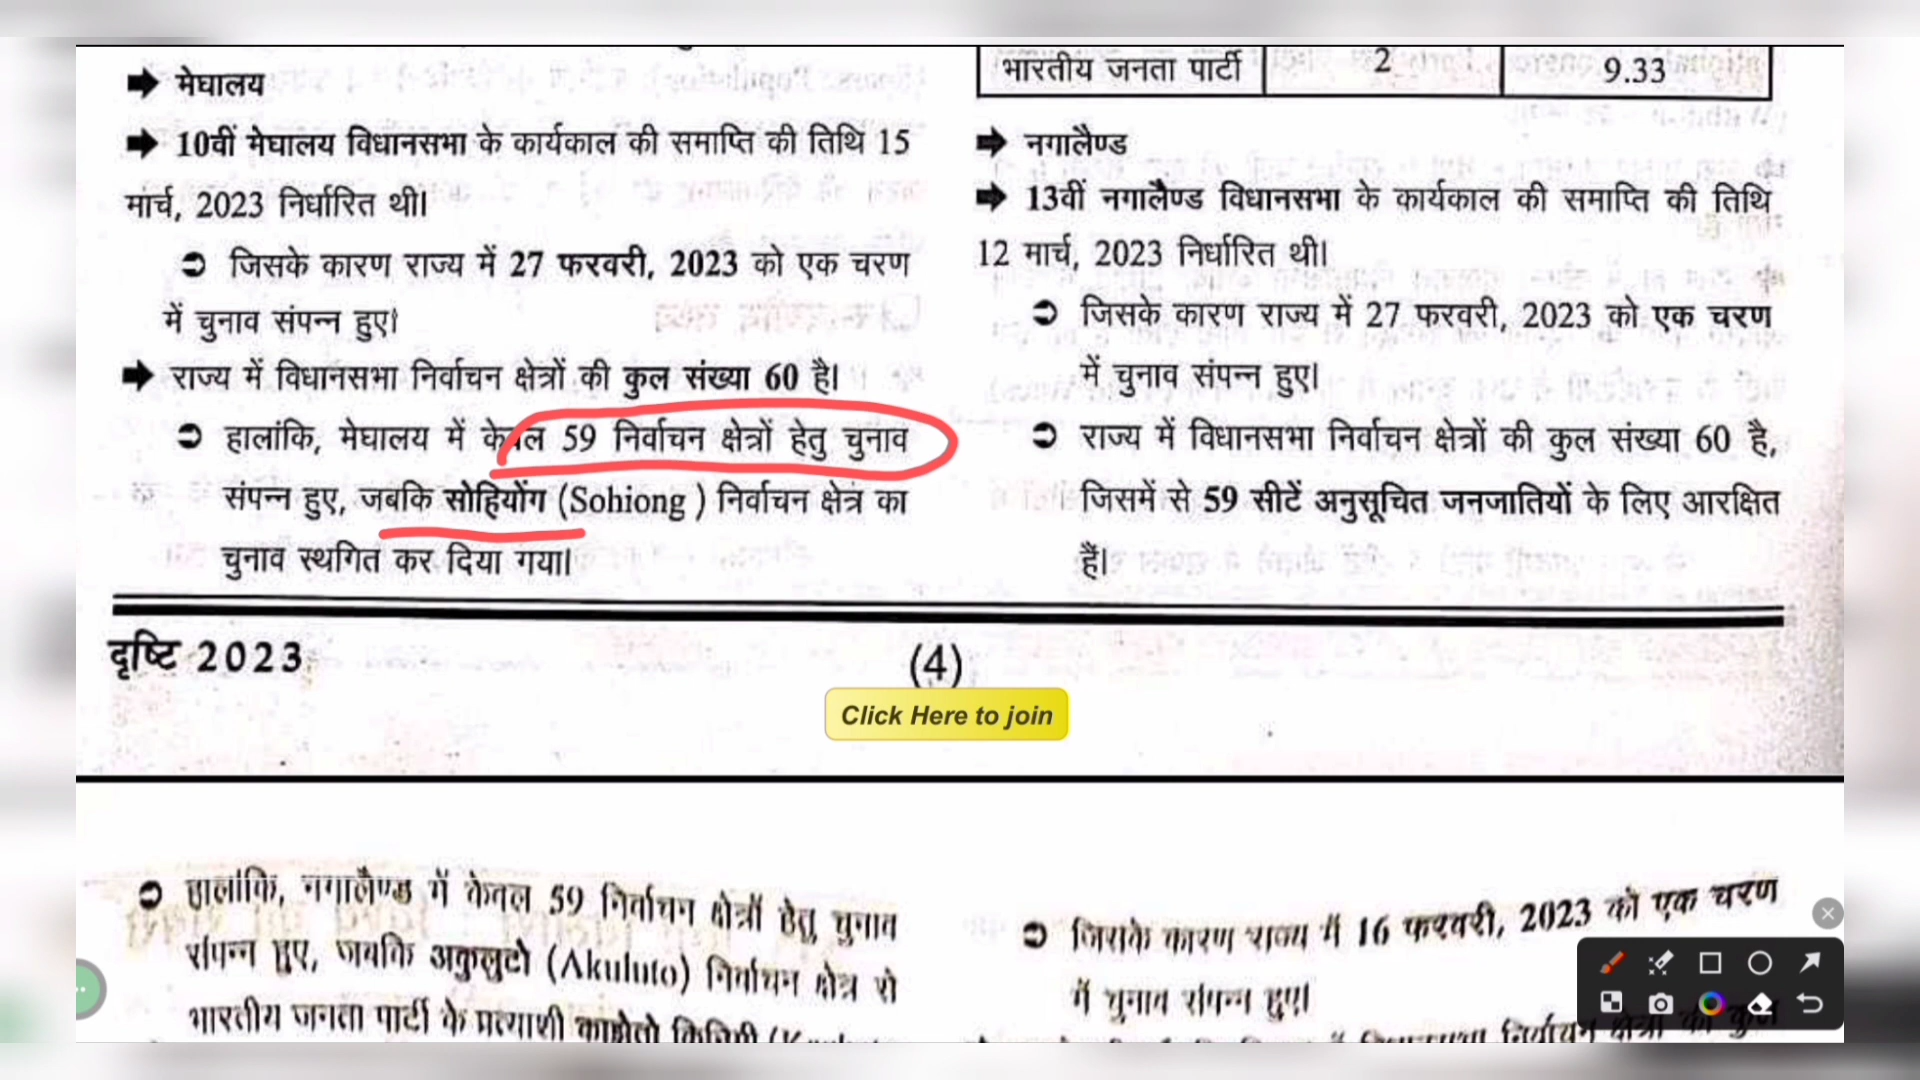 ➡ मेघालय
➡ 10वीं मेघालय विधानसभा के कार्यकाल की समाप्ति की तिथि 15
मार्च, 2023 निर्धारित थी।
➲ जिसके कारण राज्य में 27 फरवरी, 2023 को एक चरण
में चुनाव संपन्न हुए।
➡ राज्य में विधानसभा निर्वाचन क्षेत्रों की कुल संख्या 60 है।
➲ हालांकि, मेघालय में केवल 59 निर्वाचन क्षेत्रों हेतु चुनाव
संपन्न हुए, जबकि सोहियोंग (Sohiong ) निर्वाचन क्षेत्र का
चुनाव स्थगित कर दिया गया।
भारतीय जनता पार्टी 2 9.33
➡ नगालैण्ड
➡ 13वीं नगालैण्ड विधानसभा के कार्यकाल की समाप्ति की तिथि
12 मार्च, 2023 निर्धारित थी।
➲ जिसके कारण राज्य में 27 फरवरी, 2023 को एक चरण
में चुनाव संपन्न हुए।
➲ राज्य में विधानसभा निर्वाचन क्षेत्रों की कुल संख्या 60 है,
जिसमें से 59 सीटें अनुसूचित जनजातियों के लिए आरक्षित
हैं।
दृष्टि 2023
(4)
Click Here to join
➲ हालांकि, नगालैण्ड में केवल 59 निर्वाचन क्षेत्रों हेतु चुनाव
संपन्न हुए, जबकि अकुलुटो (Akuluto) निर्वाचन क्षेत्र से
भारतीय जनता पार्टी के प्रत्याशी
➲ जिसके कारण राज्य में 16 फरवरी, 2023 को एक चरण
में चुनाव संपन्न हुए।
निर्वाचन क्षेत्रों की कुल